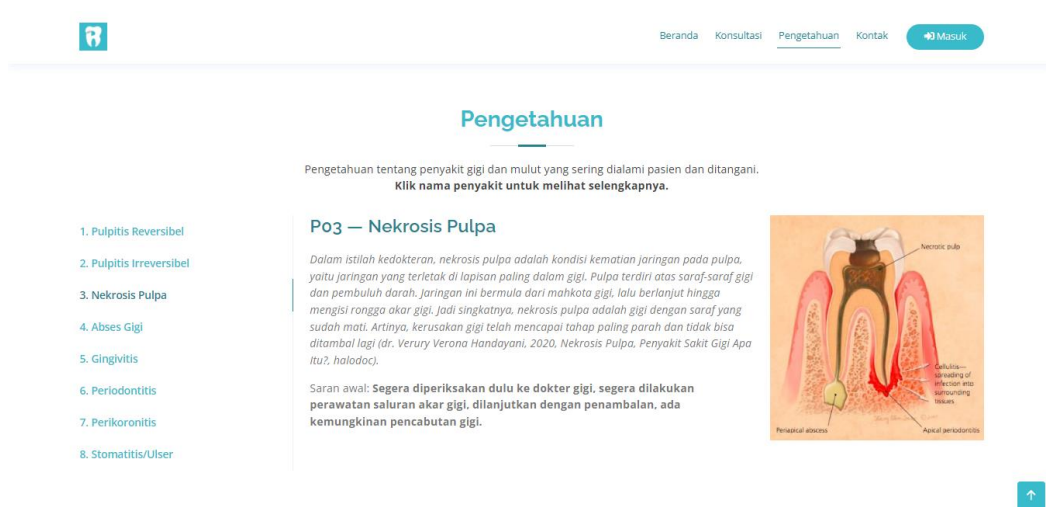 Beranda Konsultasi Pengetahuan Kontak Masuk
Pengetahuan
Pengetahuan tentang penyakit gigi dan mulut yang sering dialami pasien dan ditangani.
Klik nama penyakit untuk melihat selengkapnya.
1. Pulpitis Reversibel
2. Pulpitis Irreversibel
3. Nekrosis Pulpa
4. Abses Gigi
5. Gingivitis
6. Periodontitis
7. Perikoronitis
8. Stomatitis/Ulser
P03 — Nekrosis Pulpa
Dalam istilah kedokteran, nekrosis pulpa adalah kondisi kematian jaringan pada pulpa,
yaitu jaringan yang terletak di lapisan paling dalam gigi. Pulpa terdiri atas saraf-saraf gigi
dan pembuluh darah. Jaringan ini bermula dari mahkota gigi, lalu berlanjut hingga
mengisi rongga akar gigi. Jadi singkatnya, nekrosis pulpa adalah gigi dengan saraf yang
sudah mati. Artinya, kerusakan gigi telah mencapai tahap paling parah dan tidak bisa
ditambal lagi (dr. Verury Verona Handayani, 2020, Nekrosis Pulpa, Penyakit Sakit Gigi Apa
Itu?, halodoc).
Saran awal: Segera diperiksakan dulu ke dokter gigi, segera dilakukan
perawatan saluran akar gigi, dilanjutkan dengan penambalan, ada
kemungkinan pencabutan gigi.
Necrotic pulp
Cellulitis—
spreading of
infection into
surrounding
tissues
Periapical abscess
Apical periodontitis